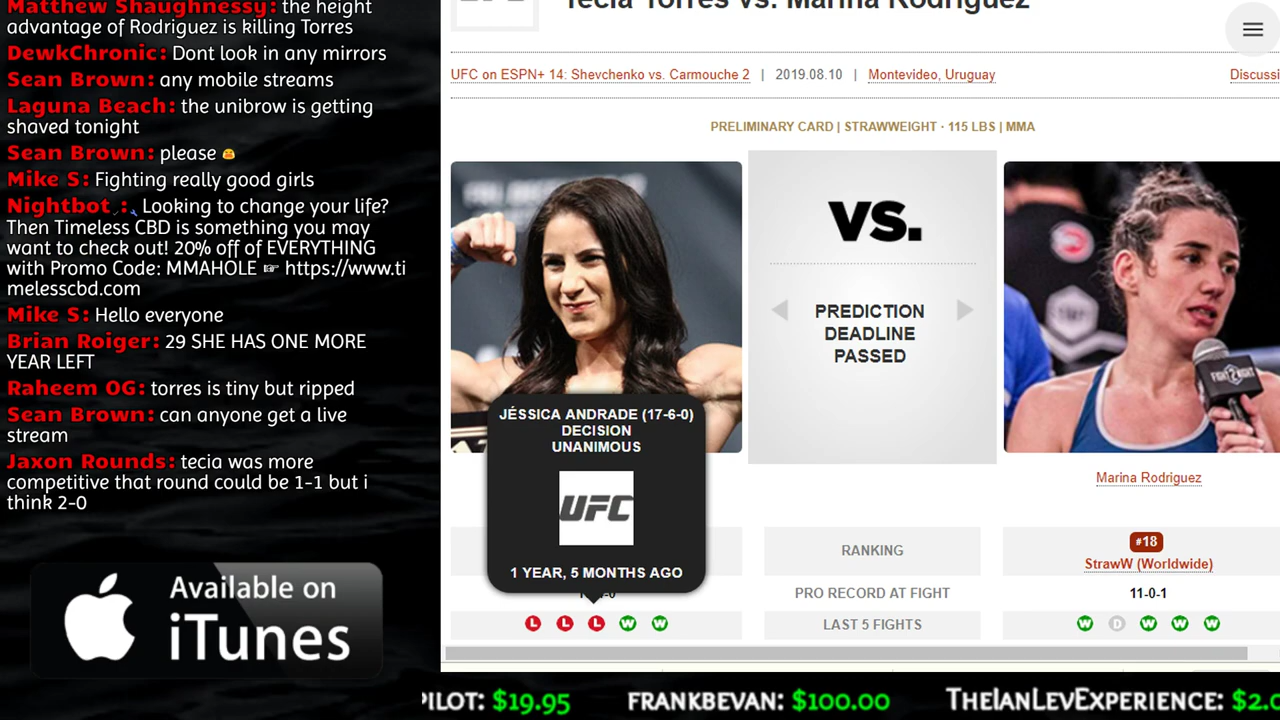 Matthew Shaughnessy: the height
advantage of Rodriguez is killing Torres
DewkChronic: Dont look in any mirrors
Sean Brown: any mobile streams
Laguna Beach: the unibrow is getting
shaved tonight
Sean Brown: please
Mike S: Fighting really good girls
Nightbot : Looking to change your life?
Then Timeless CBD is something you may
want to check out! 20% off of EVERYTHING
with Promo Code: MMAHOLE ☞ https://www.ti
melesscbd.com
Mike S: Hello everyone
Brian Roiger: 29 SHE HAS ONE MORE
YEAR LEFT
Raheem OG: torres is tiny but ripped
Sean Brown: can anyone get a live
stream
Jaxon Rounds: tecia was more
competitive that round could be 1-1 but i
think 2-0
Available on
iTunes
Tecia Torres vs. Marina Rodriguez
UFC on ESPN+ 14: Shevchenko vs. Carmouche 2 | 2019.08.10 | Montevideo, Uruguay
Discussi
PRELIMINARY CARD | STRAWWEIGHT · 115 LBS | MMA
VS.
PREDICTION
DEADLINE
PASSED
FIGHT NIGHT
JÉSSICA ANDRADE (17-6-0)
DECISION
UNANIMOUS
UFC
1 YEAR, 5 MONTHS AGO
Marina Rodriguez
RANKING
#18
StrawW (Worldwide)
PRO RECORD AT FIGHT
11-0-1
L L L W W
LAST 5 FIGHTS
W D W W W
PILOT: $19.95 FRANKBEVAN: $100.00 THEIANLEVEXPERIENCE: $2.0